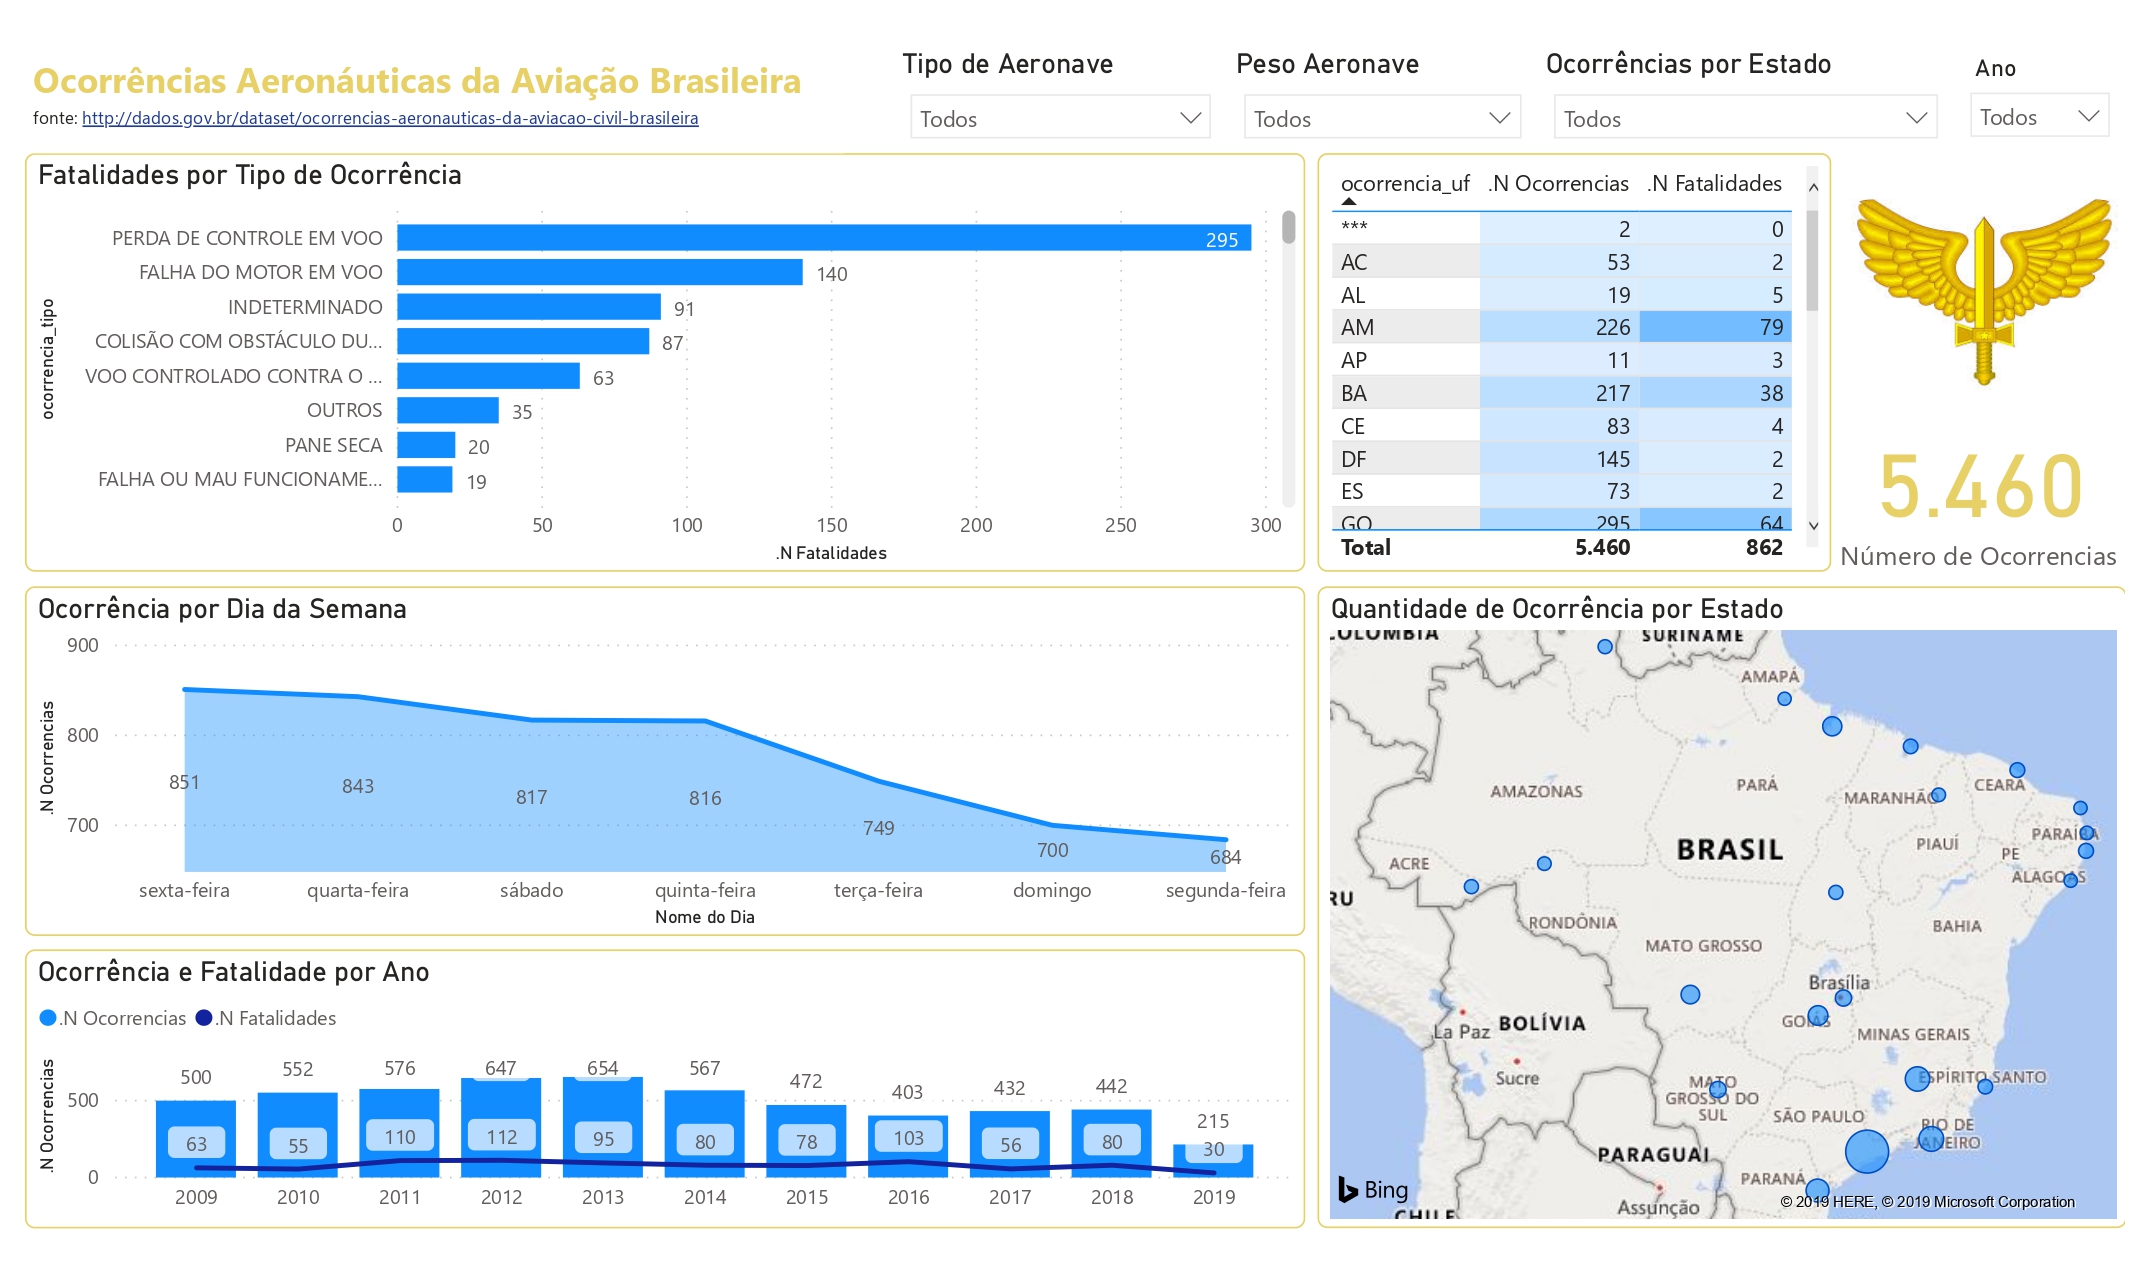 Ocorrências Aeronáuticas da Aviação Brasileira
fonte: http://dados.gov.br/dataset/ocorrencias-aeronauticas-da-aviacao-civil-brasileira
Tipo de Aeronave
Todos
Peso Aeronave
Todos
Ocorrências por Estado
Todos
Ano
Todos
Fatalidades por Tipo de Ocorrência
ocorrencia_tipo
PERDA DE CONTROLE EM VOO 295
FALHA DO MOTOR EM VOO 140
INDETERMINADO 91
COLISÃO COM OBSTÁCULO DU... 87
VOO CONTROLADO CONTRA O ... 63
OUTROS 35
PANE SECA 20
FALHA OU MAU FUNCIONAME... 19
0 50 100 150 200 250 300
.N Fatalidades
ocorrencia_uf .N Ocorrencias .N Fatalidades
*** 2 0
AC 53 2
AL 19 5
AM 226 79
AP 11 3
BA 217 38
CE 83 4
DF 145 2
ES 73 2
GO 295 64
Total 5.460 862
5.460
Número de Ocorrencias
Ocorrência por Dia da Semana
.N Ocorrencias
900
800
700
851 843 817 816 749 700 684
sexta-feira quarta-feira sábado quinta-feira terça-feira domingo segunda-feira
Nome do Dia
Ocorrência e Fatalidade por Ano
.N Ocorrencias .N Fatalidades
.N Ocorrencias
500
0
500 552 576 647 654 567 472 403 432 442 215
63 55 110 112 95 80 78 103 56 80 30
2009 2010 2011 2012 2013 2014 2015 2016 2017 2018 2019
Quantidade de Ocorrência por Estado
COLOMBIA
SURINAME
AMAPÁ
AMAZONAS
PARÁ
MARANHÃO
CEARÁ
BRASIL
PIAUÍ
PARAÍBA
PE
ACRE
ALAGOAS
RU
RONDÔNIA
BAHIA
MATO GROSSO
Brasília
La Paz
BOLÍVIA
GOIÁS
MINAS GERAIS
Sucre
ESPÍRITO SANTO
MATO
GROSSO DO
SUL
SÃO PAULO
RIO DE
JANEIRO
PARAGUAI
PARANÁ
Bing
Assunção
CHILE
© 2019 HERE, © 2019 Microsoft Corporation